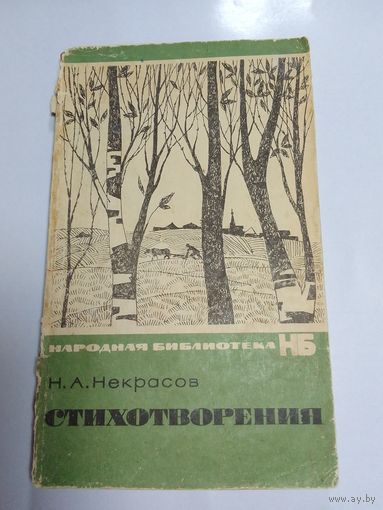 НАРОДНАЯ БИБЛИОТЕКА НБ
Н. А. Некрасов
СТИХОТВОРЕНИЯ
www.ay.by